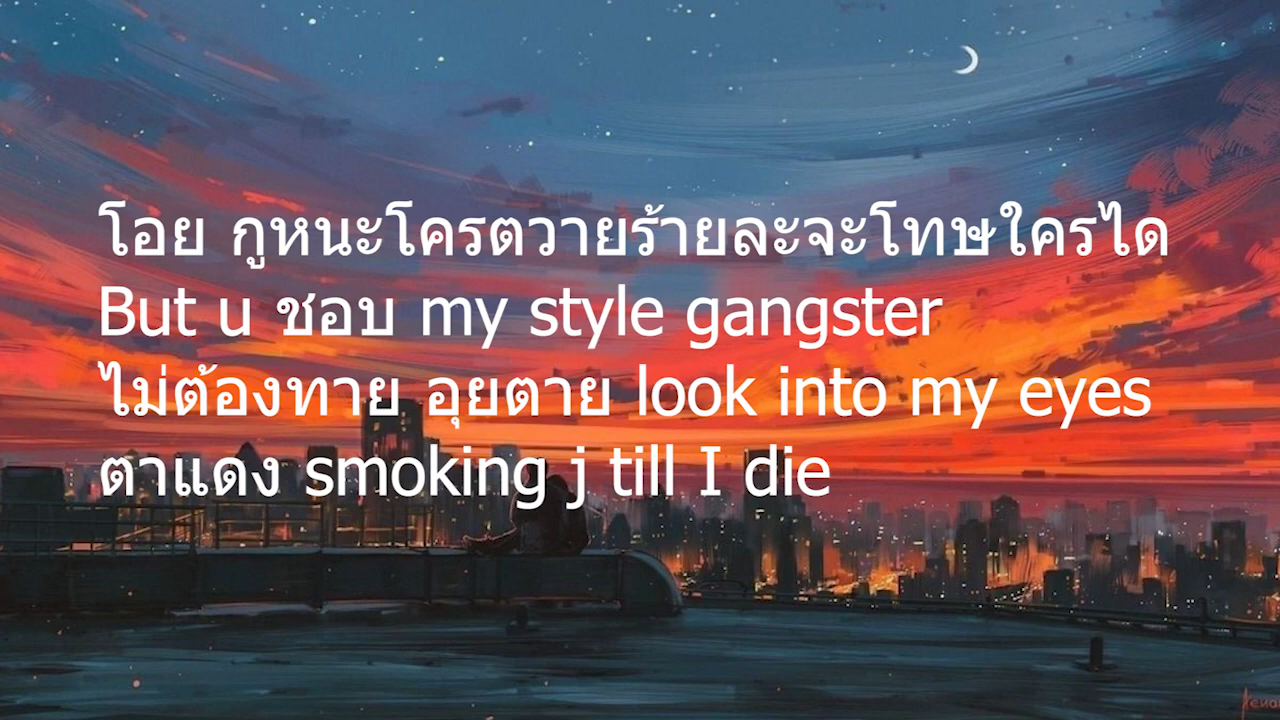 โอย กูหนะโครตวายร้ายละจะโทษใครได
But u ชอบ my style gangster
ไม่ต้องทาย อุยตาย look into my eyes
ตาแดง smoking j till I die